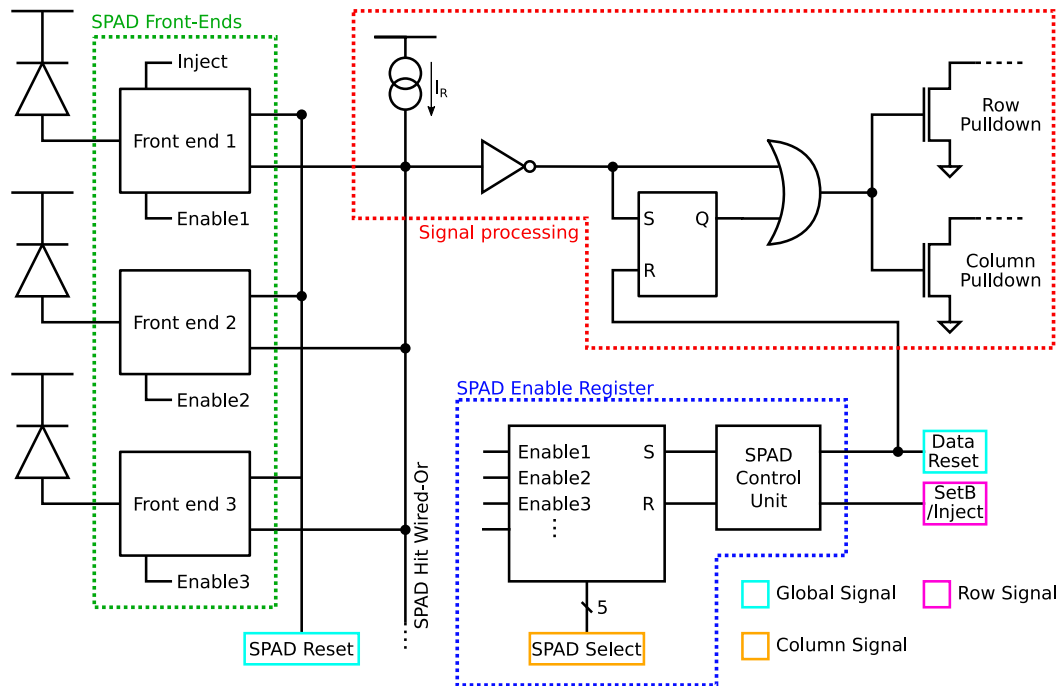 SPAD Front-Ends
Inject
Front end 1
Enable1
Front end 2
Enable2
Front end 3
Enable3
SPAD Reset
I_R
SPAD Hit Wired-Or
Signal processing
S
Q
R
Row
Pulldown
Column
Pulldown
SPAD Enable Register
Enable1
Enable2
Enable3
S
R
SPAD
Control
Unit
5
SPAD Select
Data
Reset
SetB
/Inject
Global Signal
Row Signal
Column Signal